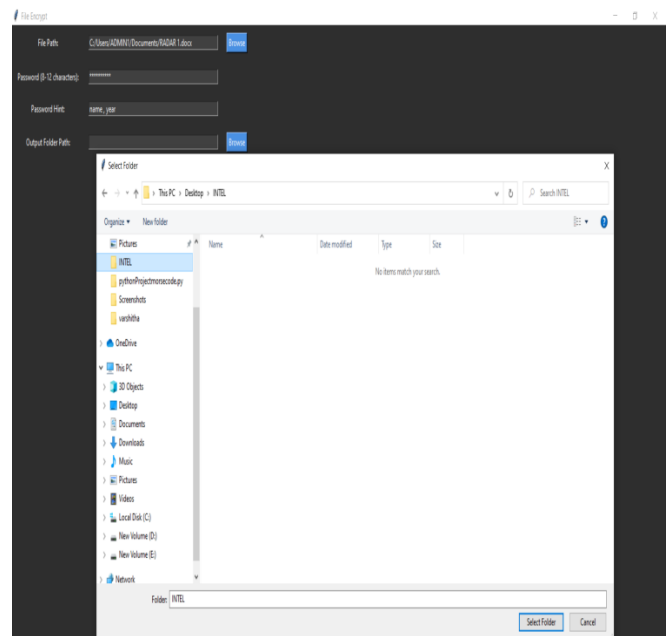 File Encrypt
File Path: C:/Users/ADMIN1/Documents/RADAR 1.docx Browse
Password (8-12 characters): **********
Password Hint: name, year
Output Folder Path: Browse
Select Folder
This PC > Desktop > INTEL
Search INTEL
Organize New folder
Pictures
INTEL
pythonProjectmorsecode.py
Screenshots
varshitha
OneDrive
This PC
3D Objects
Desktop
Documents
Downloads
Music
Pictures
Videos
Local Disk (C:)
New Volume (D:)
New Volume (E:)
Network
Name Date modified Type Size
No items match your search.
Folder: INTEL
Select Folder Cancel